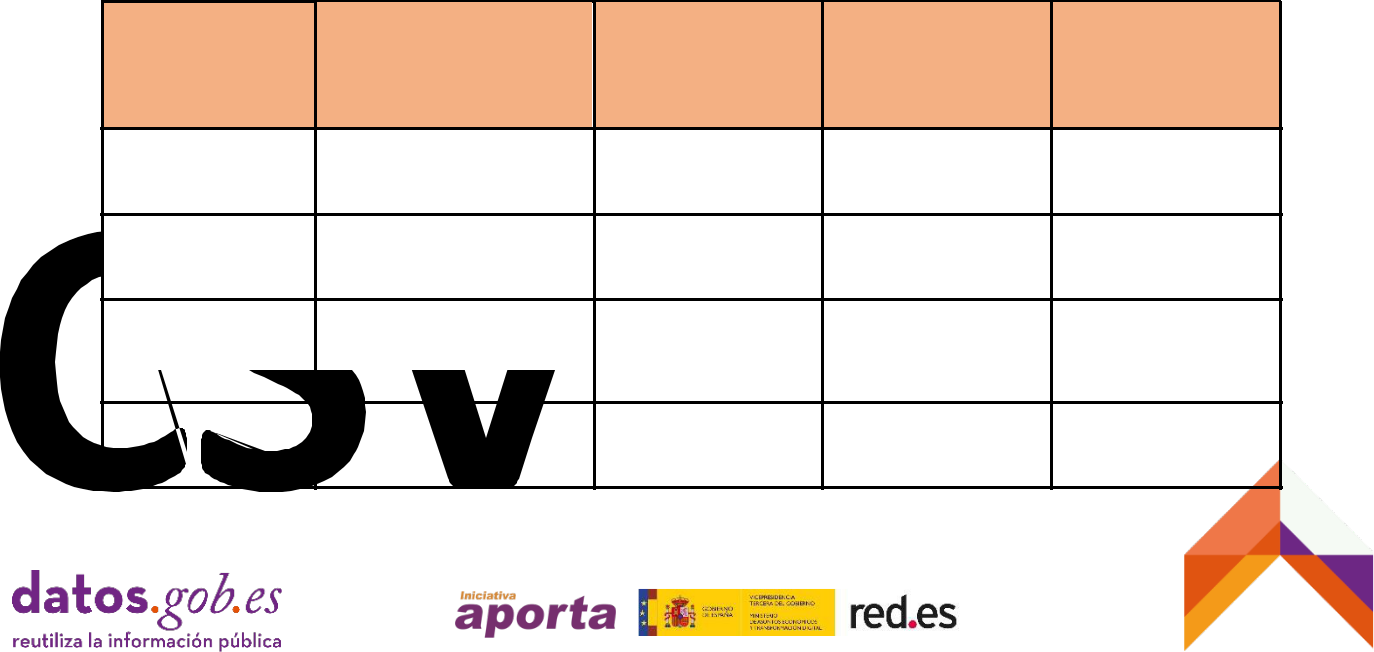 CSV
datos.gob.es
reutiliza la información pública
Iniciativa
aporta
GOBIERNO
DE ESPAÑA
VICEPRESIDENCIA
TERCERA DEL GOBIERNO
MINISTERIO
DE ASUNTOS ECONÓMICOS
Y TRANSFORMACIÓN DIGITAL
red.es